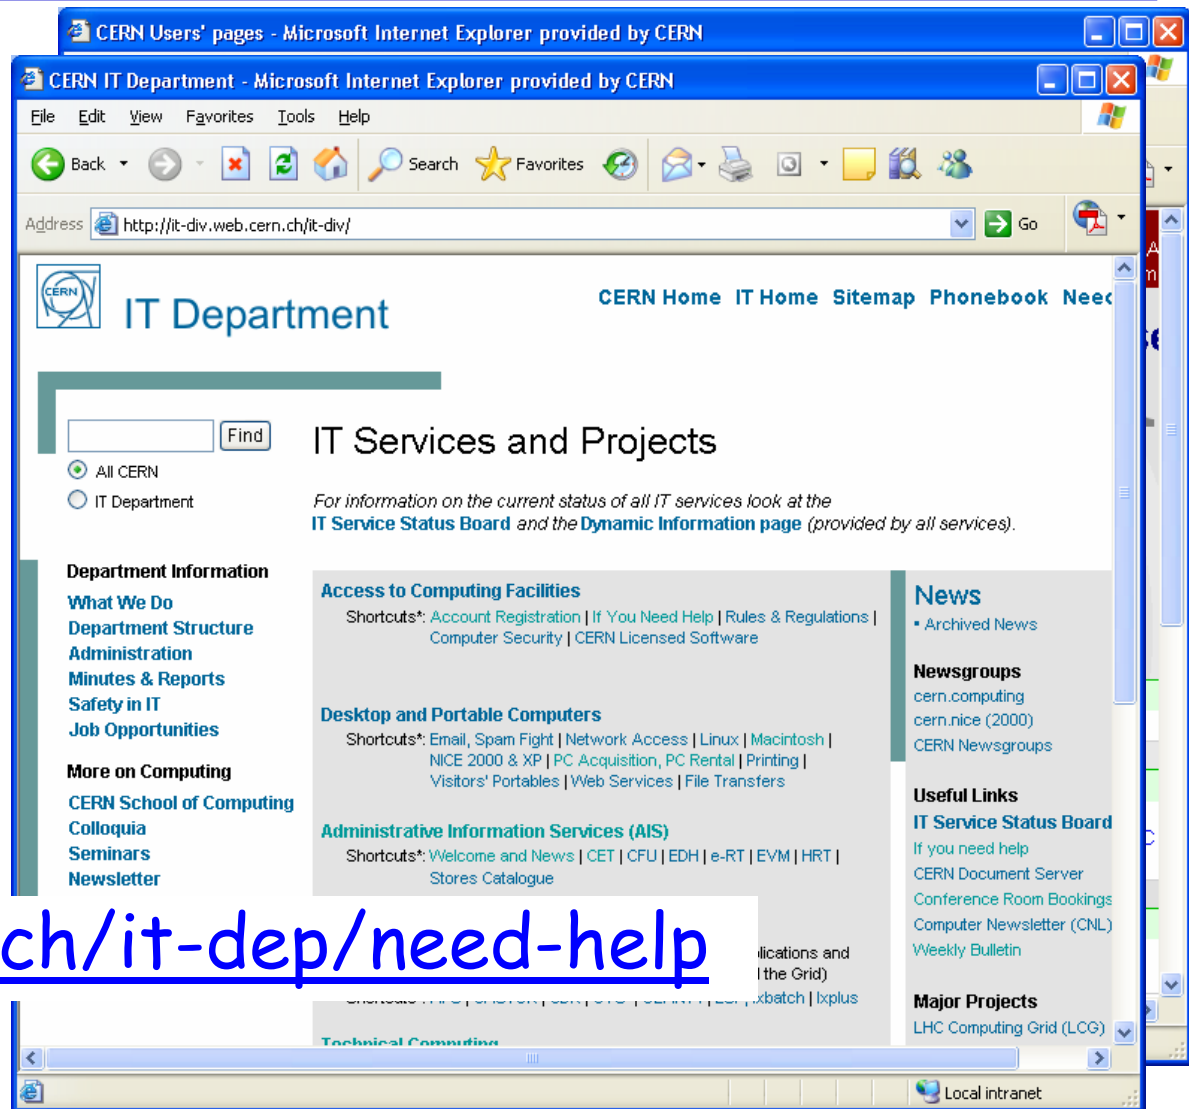 CERN Users' pages - Microsoft Internet Explorer provided by CERN
CERN IT Department - Microsoft Internet Explorer provided by CERN
File Edit View Favorites Tools Help
Back Search Favorites
Address http://it-div.web.cern.ch/it-div/ Go
CERN
IT Department
CERN Home IT Home Sitemap Phonebook
Find
All CERN
IT Department
IT Services and Projects
For information on the current status of all IT services look at the
IT Service Status Board and the Dynamic Information page (provided by all services).
Department Information
What We Do
Department Structure
Administration
Minutes & Reports
Safety in IT
Job Opportunities
More on Computing
CERN School of Computing
Colloquia
Seminars
Newsletter
Access to Computing Facilities
Shortcuts*: Account Registration | If You Need Help | Rules & Regulations |
Computer Security | CERN Licensed Software
Desktop and Portable Computers
Shortcuts*: Email, Spam Fight | Network Access | Linux | Macintosh |
NICE 2000 & XP | PC Acquisition, PC Rental | Printing |
Visitors' Portables | Web Services | File Transfers
Administrative Information Services (AIS)
Shortcuts*: Welcome and News | CET | CFU | EDH | e-RT | EVM | HRT |
Stores Catalogue
ch/it-dep/need-help
lications and
the Grid)
lxbatch | lxplus
Technical Computing
News
▪ Archived News
Newsgroups
cern.computing
cern.nice (2000)
CERN Newsgroups
Useful Links
IT Service Status Board
If you need help
CERN Document Server
Conference Room Bookings
Computer Newsletter (CNL)
Weekly Bulletin
Major Projects
LHC Computing Grid (LCG)
Local intranet